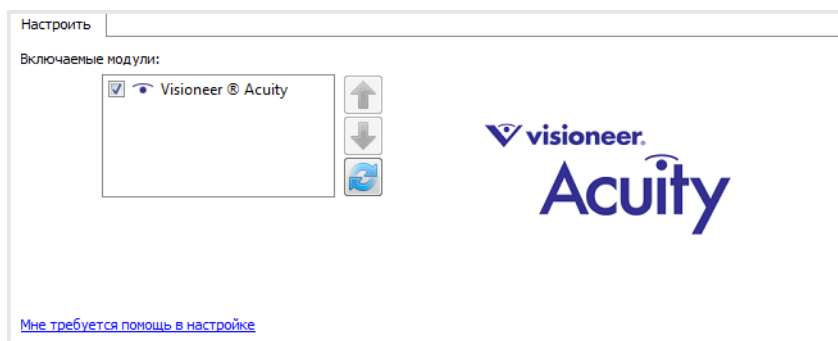 Настроить
Включаемые модули:
Visioneer ® Acuity
visioneer.
Acuity
Мне требуется помощь в настройке